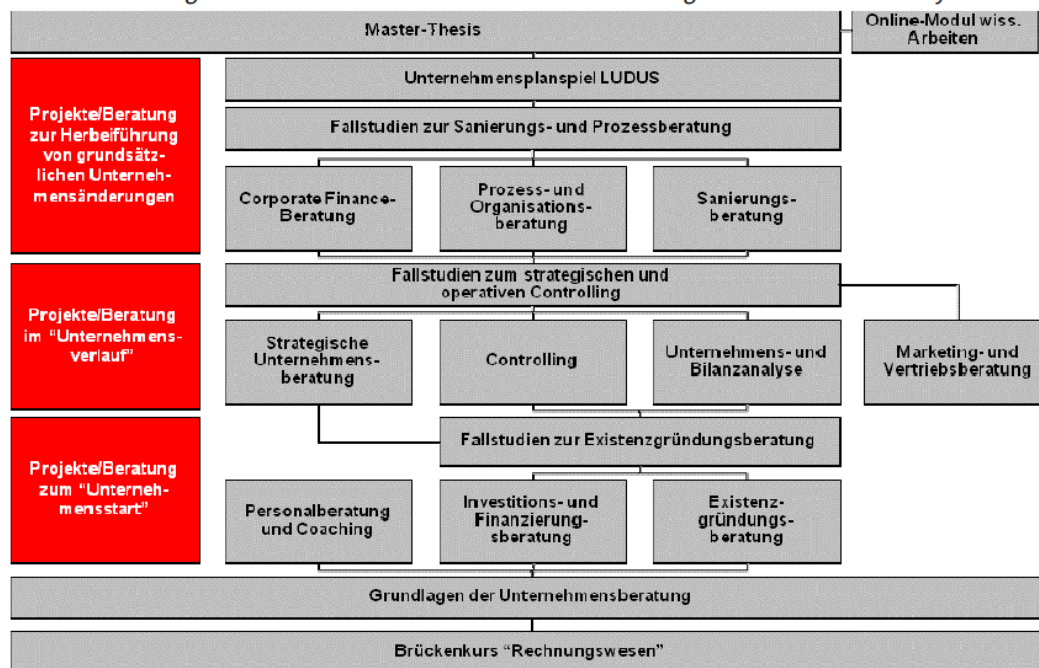 Master-Thesis
Online-Modul wiss.
Arbeiten
Unternehmensplanspiel LUDUS
Projekte/Beratung
zur Herbeiführung
von grundsätz-
lichen Unterneh-
mensänderungen
Fallstudien zur Sanierungs- und Prozessberatung
Corporate Finance-
Beratung
Prozess- und
Organisations-
beratung
Sanierungs-
beratung
Fallstudien zum strategischen und
operativen Controlling
Projekte/Beratung
im "Unternehmens-
verlauf"
Strategische
Unternehmens-
beratung
Controlling
Unternehmens- und
Bilanzanalyse
Marketing- und
Vertriebsberatung
Fallstudien zur Existenzgründungsberatung
Projekte/Beratung
zum "Unterneh-
mensstart"
Personalberatung
und Coaching
Investitions- und
Finanzierung-
sberatung
Existenz-
gründungs-
beratung
Grundlagen der Unternehmensberatung
Brückenkurs "Rechnungswesen"